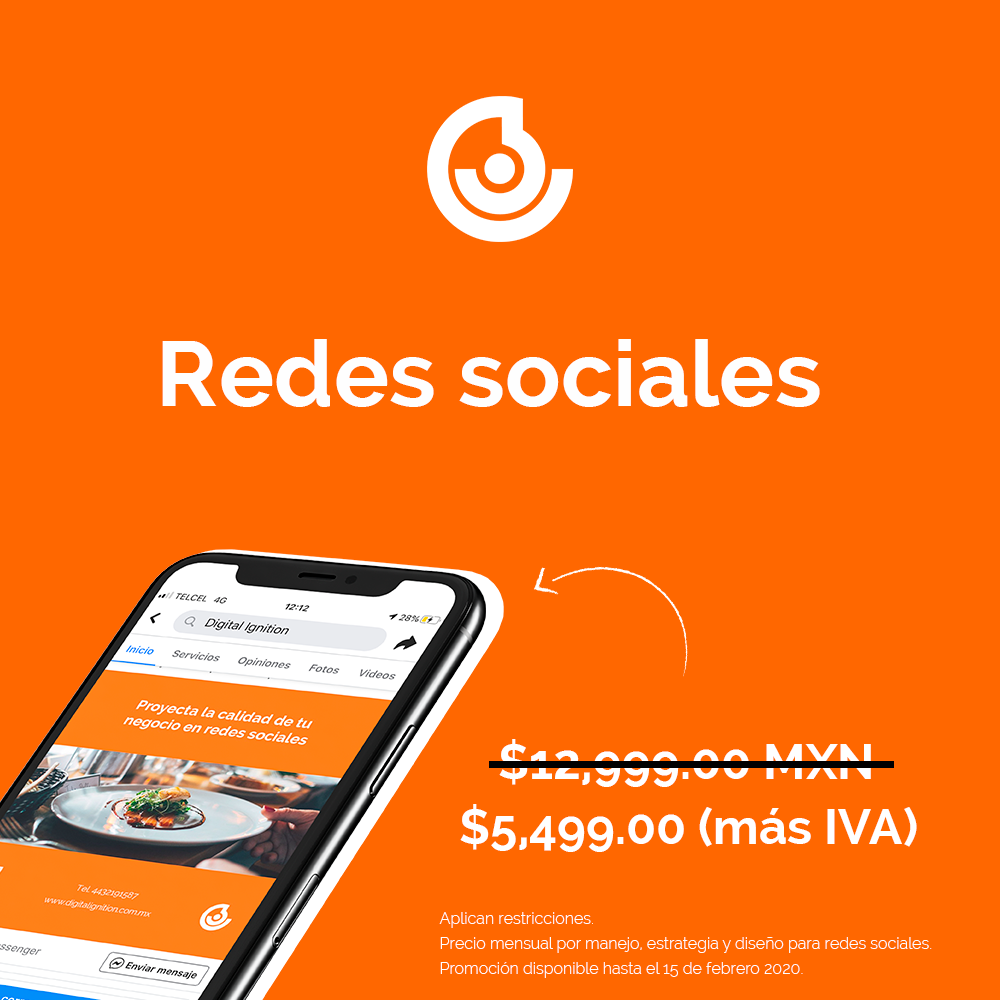 Redes sociales
TELCEL 4G
12:12
28%
Digital Ignition
Inicio
Servicios
Opiniones
Fotos
Videos
Proyecta la calidad de tu
negocio en redes sociales
Tel. 4432191587
www.digitalignition.com.mx
Enviar mensaje
$12,999.00 MXN
$5,499.00 (más IVA)
Aplican restricciones.
Precio mensual por manejo, estrategia y diseño para redes sociales.
Promoción disponible hasta el 15 de febrero 2020.